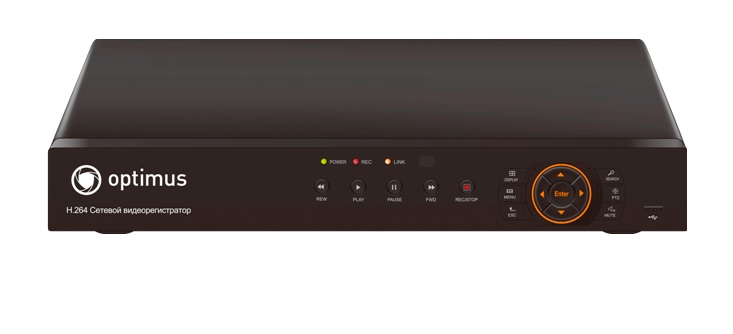 optimus
H.264 Сетевой видеорегистратор
POWER REC LINK
REW PLAY PAUSE FWD REC/STOP
DISPLAY
MENU
ESC
Enter
SEARCH
PTZ
MUTE